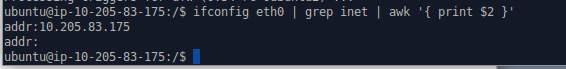 ubuntu@ip-10-205-83-175:/$ ifconfig eth0 | grep inet | awk '{ print $2 }'
addr:10.205.83.175
addr:
ubuntu@ip-10-205-83-175:/$